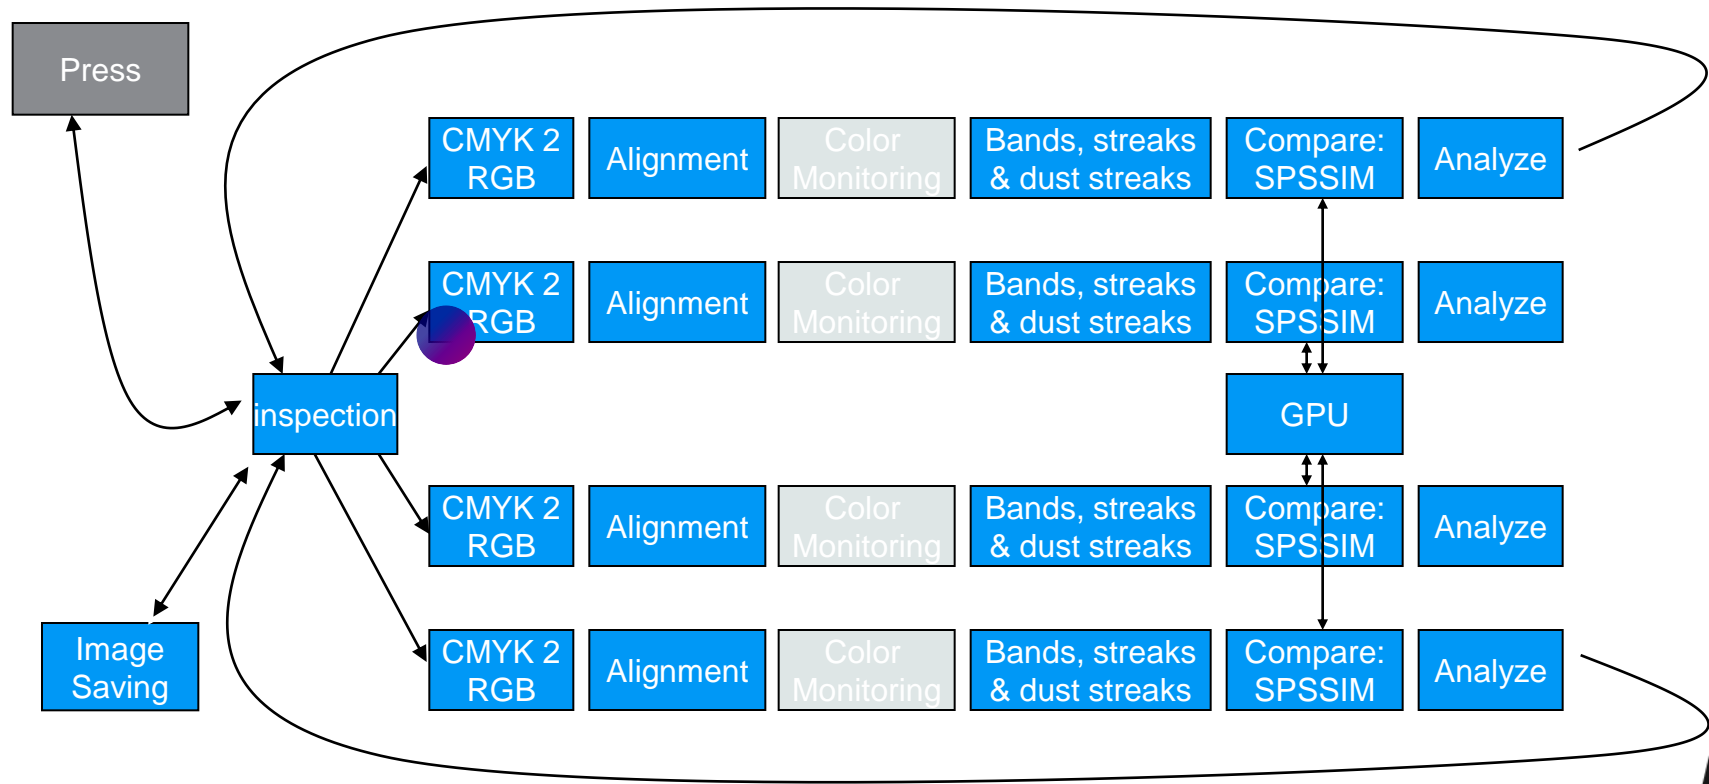 Press
CMYK 2
RGB
Alignment
Color
Monitoring
Bands, streaks
& dust streaks
Compare:
SPSSIM
Analyze
CMYK 2
RGB
Alignment
Color
Monitoring
Bands, streaks
& dust streaks
Compare:
SPSSIM
Analyze
inspection
GPU
CMYK 2
RGB
Alignment
Color
Monitoring
Bands, streaks
& dust streaks
Compare:
SPSSIM
Analyze
Image
Saving
CMYK 2
RGB
Alignment
Color
Monitoring
Bands, streaks
& dust streaks
Compare:
SPSSIM
Analyze